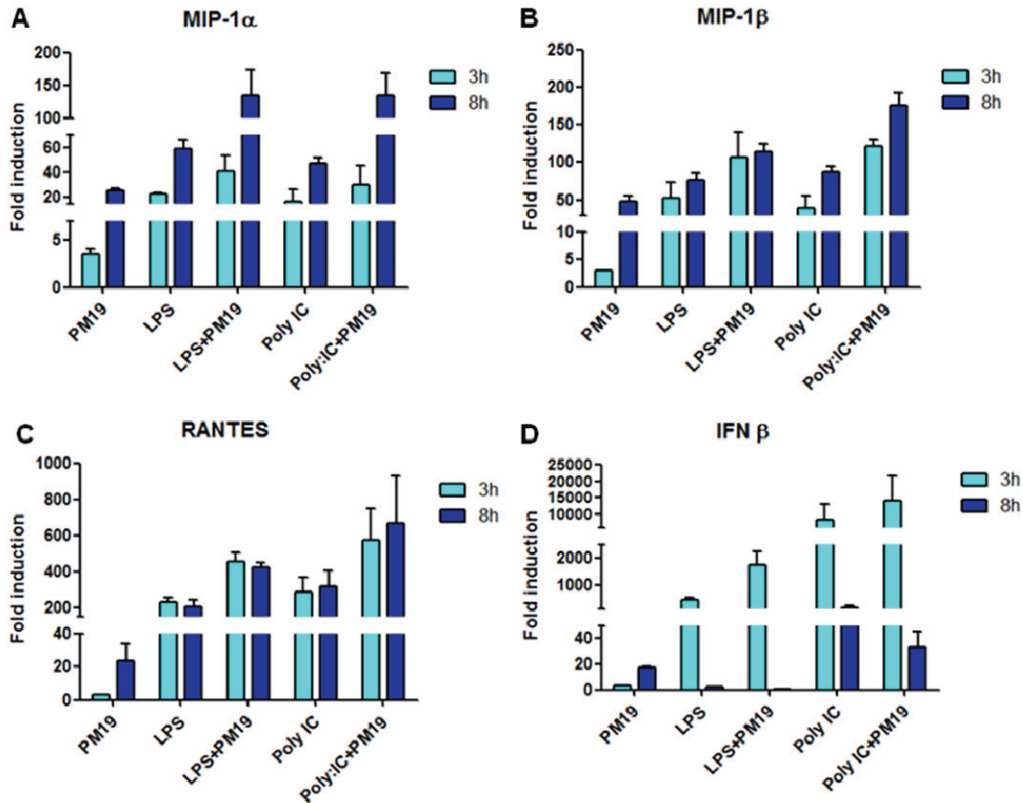 A
MIP-1α
Fold induction
200
150
100
60
40
20
5
0
3h
8h
PM19
LPS
LPS+PM19
Poly IC
Poly:IC+PM19
B
MIP-1β
Fold induction
250
200
150
100
50
10
5
0
3h
8h
PM19
LPS
LPS+PM19
Poly IC
Poly:IC+PM19
C
RANTES
Fold induction
1000
800
600
400
200
40
20
0
3h
8h
PM19
LPS
LPS+PM19
Poly IC
Poly:IC+PM19
D
IFN β
Fold induction
25000
20000
15000
10000
2000
1000
40
20
0
3h
8h
PM19
LPS
LPS+PM19
Poly IC
Poly IC+PM19